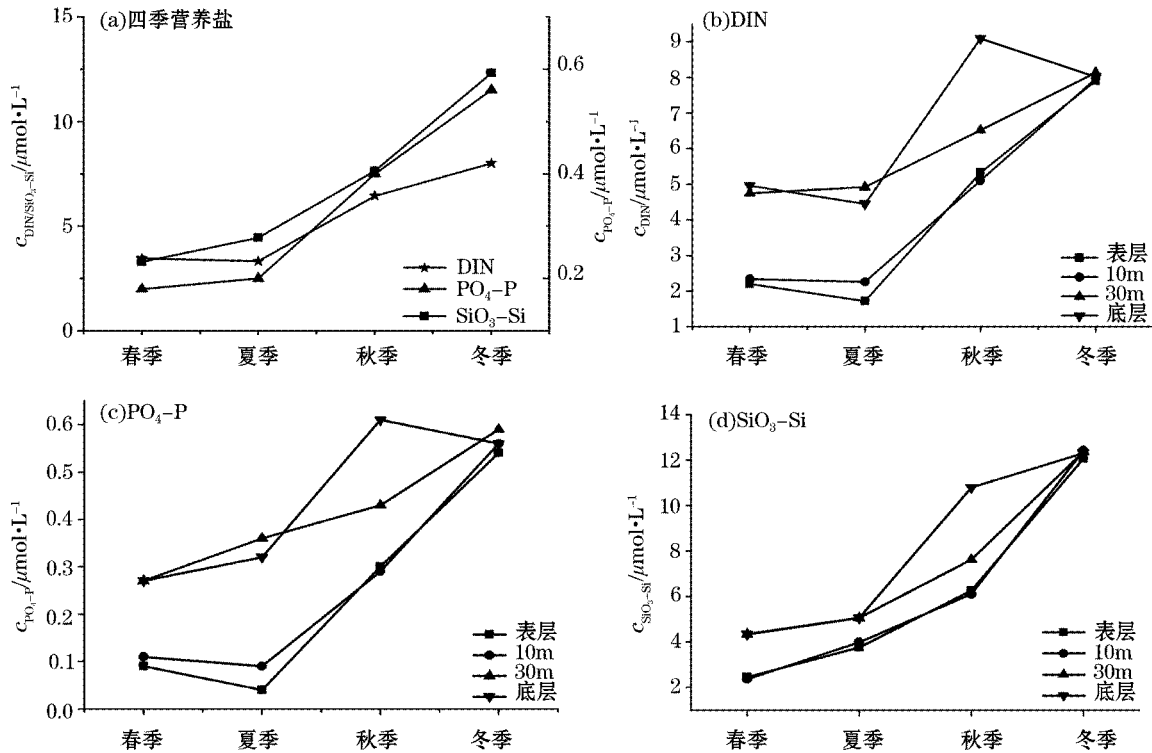 (a)四季营养盐
15
10
5
0
c_DIN/SiO₃-Si/μmol•L⁻¹
0.6
0.4
0.2
c_PO₄-P/μmol•L⁻¹
DIN
PO₄-P
SiO₃-Si
春季 夏季 秋季 冬季
(b)DIN
9
8
7
6
5
4
3
2
1
c_DIN/μmol•L⁻¹
表层
10m
30m
底层
春季 夏季 秋季 冬季
(c)PO₄-P
0.6
0.5
0.4
0.3
0.2
0.1
0.0
c_PO₄-P/μmol•L⁻¹
表层
10m
30m
底层
春季 夏季 秋季 冬季
(d)SiO₃-Si
14
12
10
8
6
4
2
c_SiO₃-Si/μmol•L⁻¹
表层
10m
30m
底层
春季 夏季 秋季 冬季